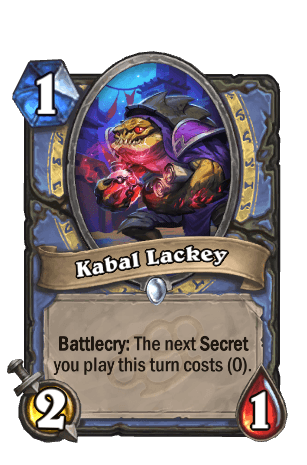 1
Kabal Lackey
Battlecry: The next Secret
you play this turn costs (0).
2
1